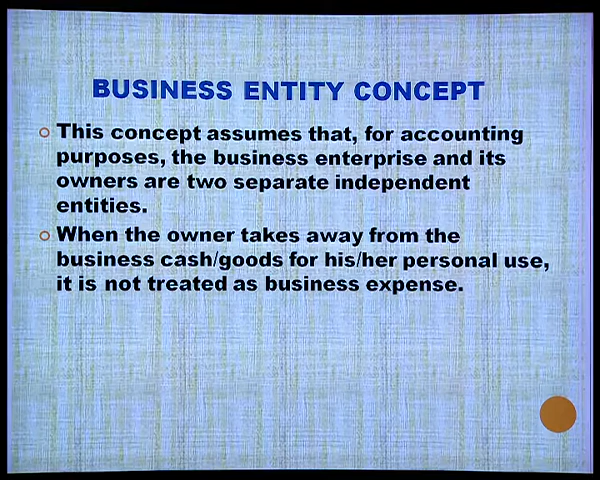 BUSINESS ENTITY CONCEPT
This concept assumes that, for accounting
purposes, the business enterprise and its
owners are two separate independent
entities.
When the owner takes away from the
business cash/goods for his/her personal use,
it is not treated as business expense.